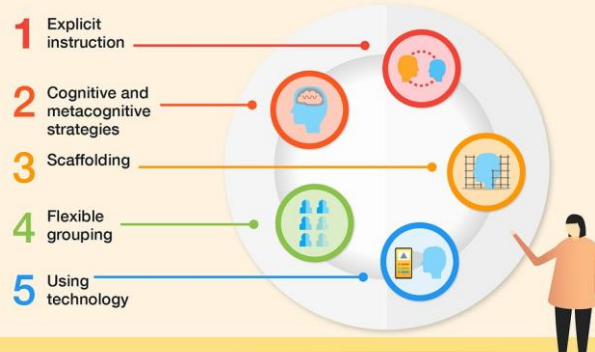 1 Explicit
instruction
2 Cognitive and
metacognitive
strategies
3 Scaffolding
4 Flexible
grouping
5 Using
technology